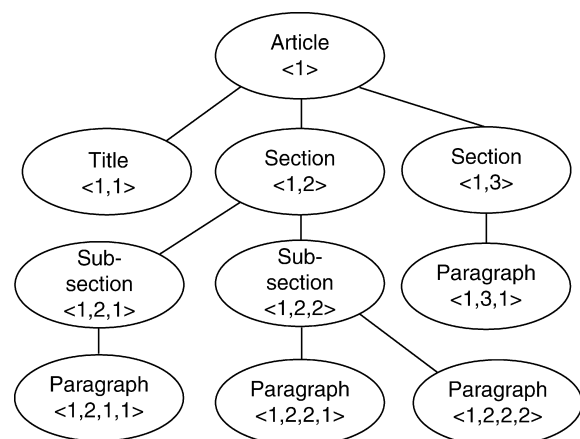 Article
<1>
Title
<1,1>
Section
<1,2>
Section
<1,3>
Sub-
section
<1,2,1>
Sub-
section
<1,2,2>
Paragraph
<1,3,1>
Paragraph
<1,2,1,1>
Paragraph
<1,2,2,1>
Paragraph
<1,2,2,2>